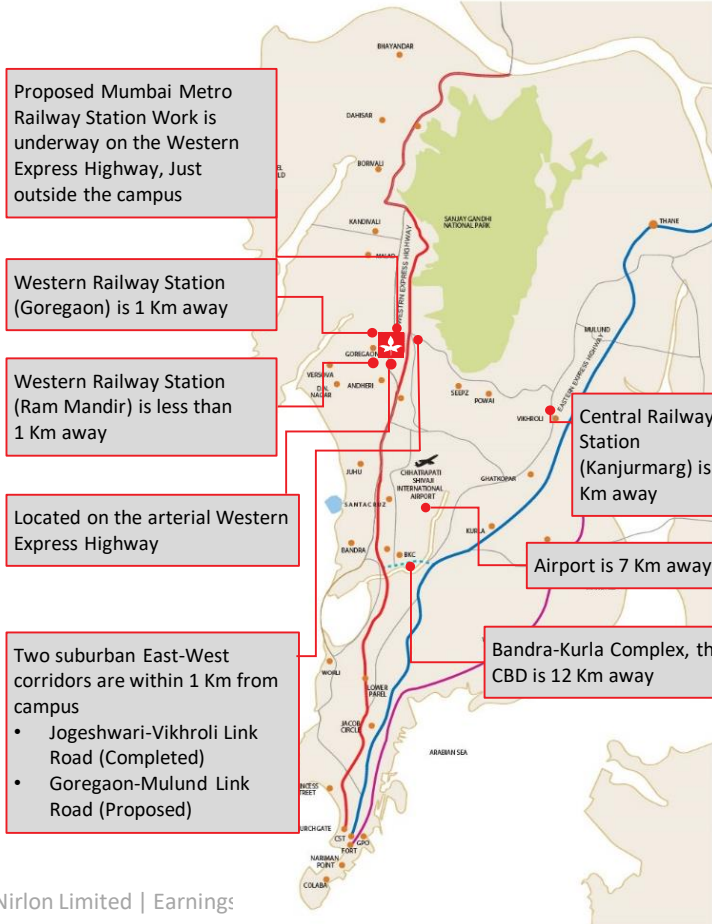 BHAYANDAR
Proposed Mumbai Metro
Railway Station Work is
underway on the Western
Express Highway, Just
outside the campus
DAHISAR
BORIVALI
KANDIVALI
SANJAY GANDHI
NATIONAL PARK
THANE
WESTERN EXPRESS HIGHWAY
Western Railway Station
(Goregaon) is 1 Km away
MULUND
GOREGAON
EASTERN EXPRESS HIGHWAY
Western Railway Station
(Ram Mandir) is less than
1 Km away
VERSOVA
D.N.
NAGAR
ANDHERI
SEEPZ
POWAI
VIKHROLI
Central Railway
Station
(Kanjurmarg) is
Km away
JUHU
CHHATRAPATI
SHIVAJI
INTERNATIONAL
AIRPORT
GHATKOPAR
Located on the arterial Western
Express Highway
SANTACRUZ
KURLA
BANDRA
BKC
Airport is 7 Km away
Two suburban East-West
corridors are within 1 Km from
campus
• Jogeshwari-Vikhroli Link
Road (Completed)
• Goregaon-Mulund Link
Road (Proposed)
Bandra-Kurla Complex, th
CBD is 12 Km away
WORLI
LOWER
PAREL
JACOB
CIRCLE
ARABIAN SEA
CST
GPO
FORT
NARIMAN
POINT
COLABA
Nirlon Limited | Earnings